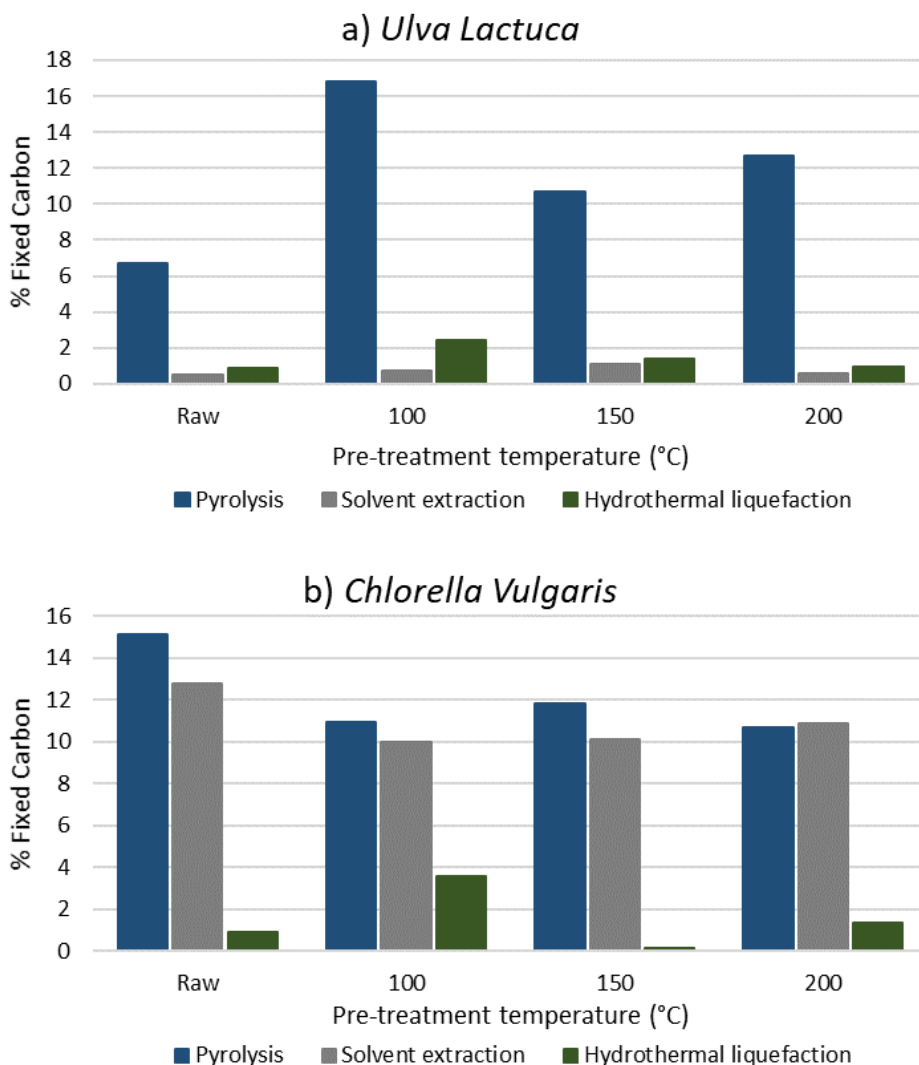 a) Ulva Lactuca
18
16
14
12
10
8
6
4
2
0
% Fixed Carbon
Raw 100 150 200
Pre-treatment temperature (°C)
Pyrolysis Solvent extraction Hydrothermal liquefaction
b) Chlorella Vulgaris
16
14
12
10
8
6
4
2
0
% Fixed Carbon
Raw 100 150 200
Pre-treatment temperature (°C)
Pyrolysis Solvent extraction Hydrothermal liquefaction